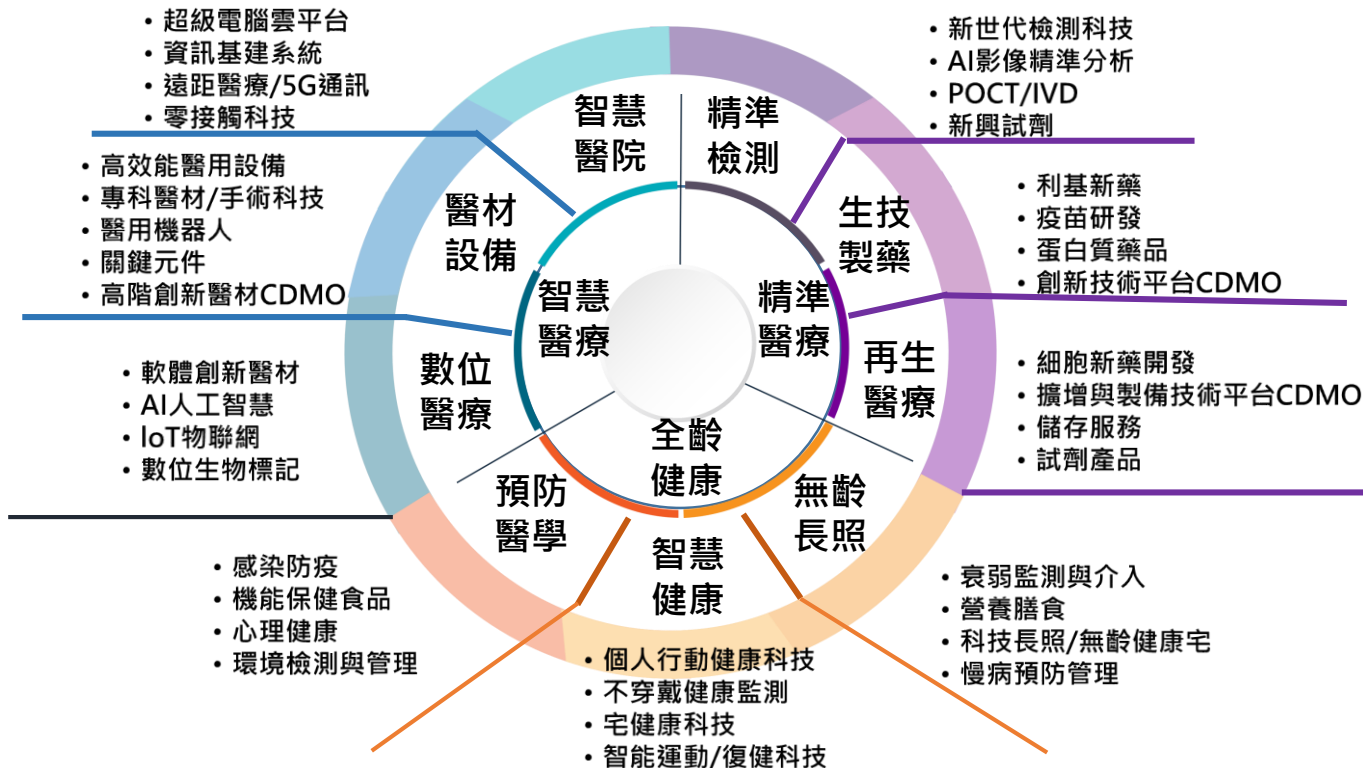 • 超級電腦雲平台
• 資訊基建系統
• 遠距醫療/5G通訊
• 零接觸科技
• 新世代檢測科技
• AI影像精準分析
• POCT/IVD
• 新興試劑
• 高效能醫用設備
• 專科醫材/手術科技
• 醫用機器人
• 關鍵元件
• 高階創新醫材CDMO
• 利基新藥
• 疫苗研發
• 蛋白質藥品
• 創新技術平台CDMO
• 軟體創新醫材
• AI人工智慧
• IoT物聯網
• 數位生物標記
• 細胞新藥開發
• 擴增與製備技術平台CDMO
• 儲存服務
• 試劑產品
智慧
醫院
精準
檢測
醫材
設備
生技
製藥
智慧
醫療
精準
醫療
數位
醫療
再生
醫療
全齡
健康
預防
醫學
智慧
健康
無齡
長照
• 感染防疫
• 機能保健食品
• 心理健康
• 環境檢測與管理
• 個人行動健康科技
• 不穿戴健康監測
• 宅健康科技
• 智能運動/復健科技
• 衰弱監測與介入
• 營養膳食
• 科技長照/無齡健康宅
• 慢病預防管理